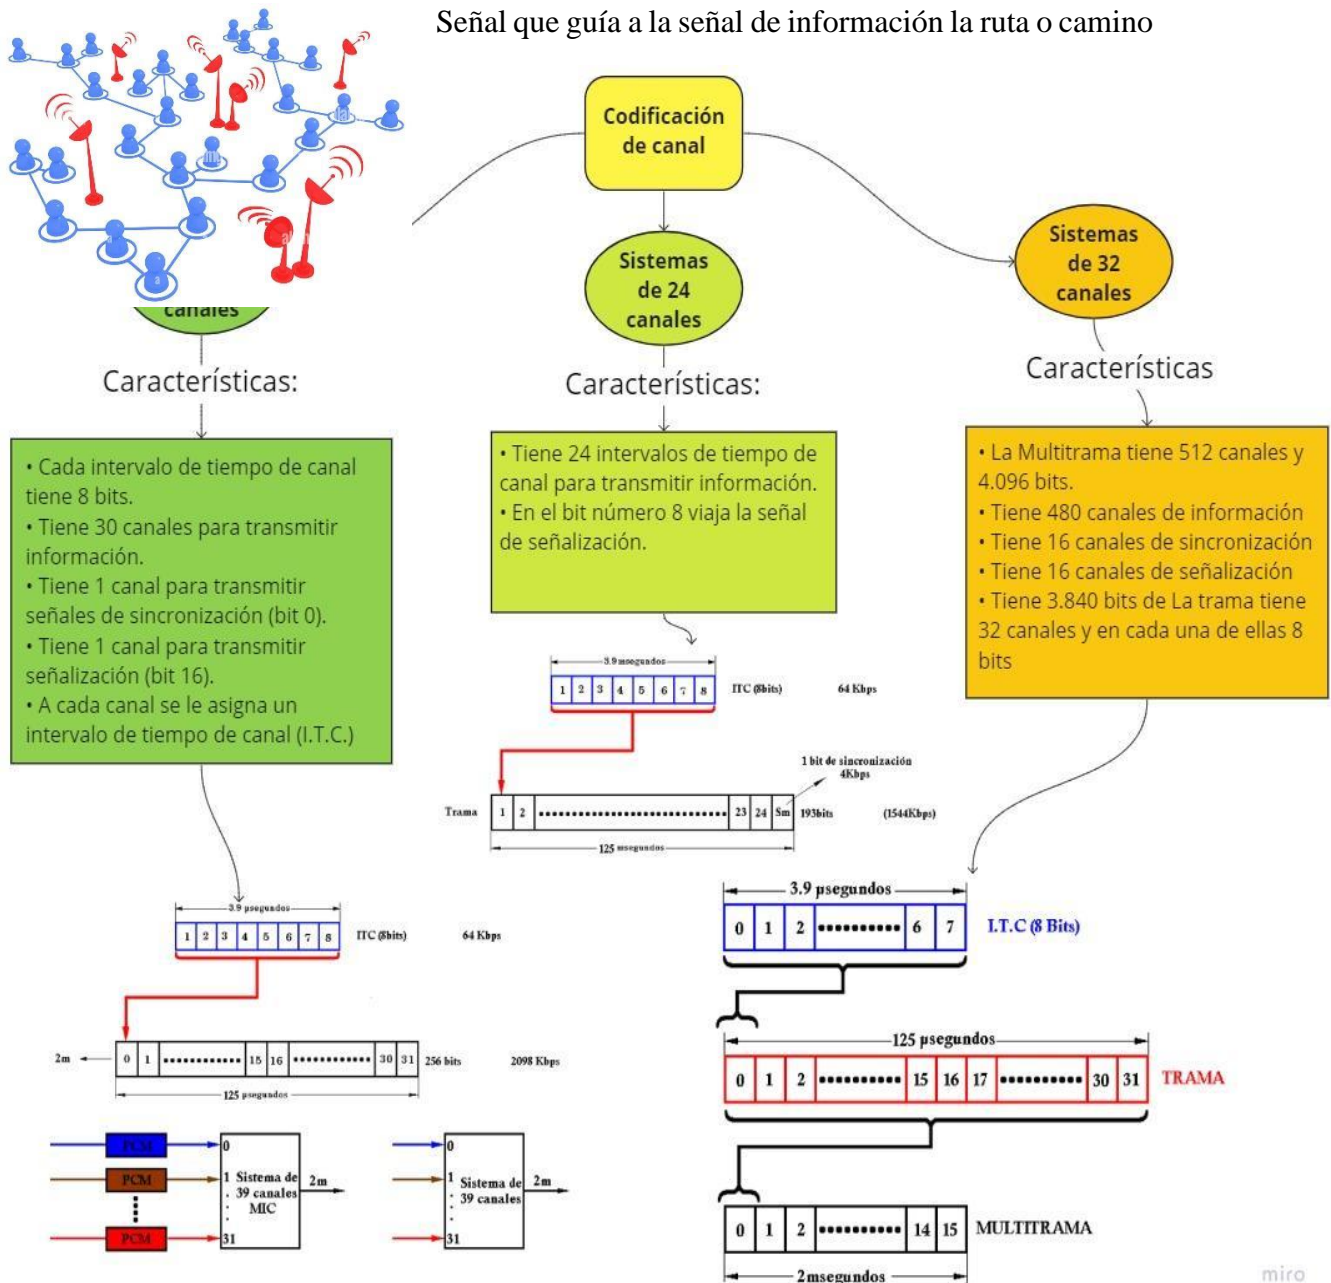 Señal que guía a la señal de información la ruta o camino
Codificación
de canal
canales
Sistemas
de 24
canales
Sistemas
de 32
canales
Características:
Características:
Características
• Cada intervalo de tiempo de canal
tiene 8 bits.
• Tiene 30 canales para transmitir
información.
• Tiene 1 canal para transmitir
señales de sincronización (bit 0).
• Tiene 1 canal para transmitir
señalización (bit 16).
• A cada canal se le asigna un
intervalo de tiempo de canal (I.T.C.)
• Tiene 24 intervalos de tiempo de
canal para transmitir información.
• En el bit número 8 viaja la señal
de señalización.
• La Multitrama tiene 512 canales y
4.096 bits.
• Tiene 480 canales de información
• Tiene 16 canales de sincronización
• Tiene 16 canales de señalización
• Tiene 3.840 bits de La trama tiene
32 canales y en cada una de ellas 8
bits
3.9 msegundos
1 2 3 4 5 6 7 8 ITC (8bits) 64 Kbps
1 bit de sincronización
4Kbps
Trama 1 2 23 24 Sm 193bits (1544Kbps)
125 msegundos
3.9 µsegundos
1 2 3 4 5 6 7 8 ITC (8bits) 64 Kbps
2m 0 1 15 16 30 31 256 bits 2098 Kbps
125 µsegundos
PCM 0
PCM 1 Sistema de 2m
39 canales
MIC
PCM 31
0
1 Sistema de 2m
39 canales
31
3.9 µsegundos
0 1 2 6 7 I.T.C (8 Bits)
125 µsegundos
0 1 2 15 16 17 30 31 TRAMA
0 1 2 14 15 MULTITRAMA
2msegundos
miro